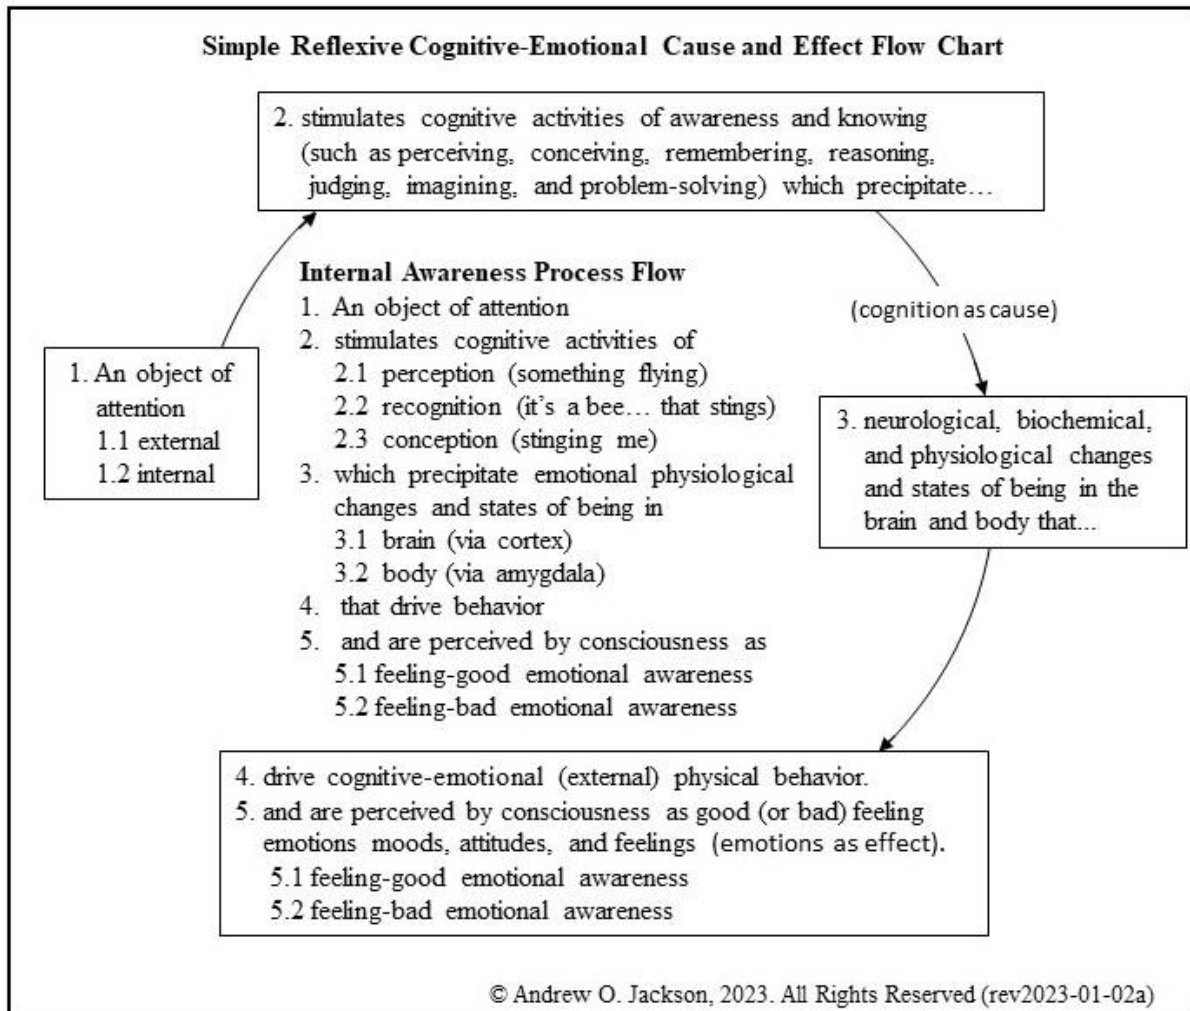 Simple Reflexive Cognitive-Emotional Cause and Effect Flow Chart
2. stimulates cognitive activities of awareness and knowing
(such as perceiving, conceiving, remembering, reasoning,
judging, imagining, and problem-solving) which precipitate…
Internal Awareness Process Flow
1. An object of attention
2. stimulates cognitive activities of
2.1 perception (something flying)
2.2 recognition (it's a bee… that stings)
2.3 conception (stinging me)
3. which precipitate emotional physiological
changes and states of being in
3.1 brain (via cortex)
3.2 body (via amygdala)
4. that drive behavior
5. and are perceived by consciousness as
5.1 feeling-good emotional awareness
5.2 feeling-bad emotional awareness
(cognition as cause)
1. An object of
attention
1.1 external
1.2 internal
3. neurological, biochemical,
and physiological changes
and states of being in the
brain and body that...
4. drive cognitive-emotional (external) physical behavior.
5. and are perceived by consciousness as good (or bad) feeling
emotions moods, attitudes, and feelings (emotions as effect).
5.1 feeling-good emotional awareness
5.2 feeling-bad emotional awareness
© Andrew O. Jackson, 2023. All Rights Reserved (rev2023-01-02a)